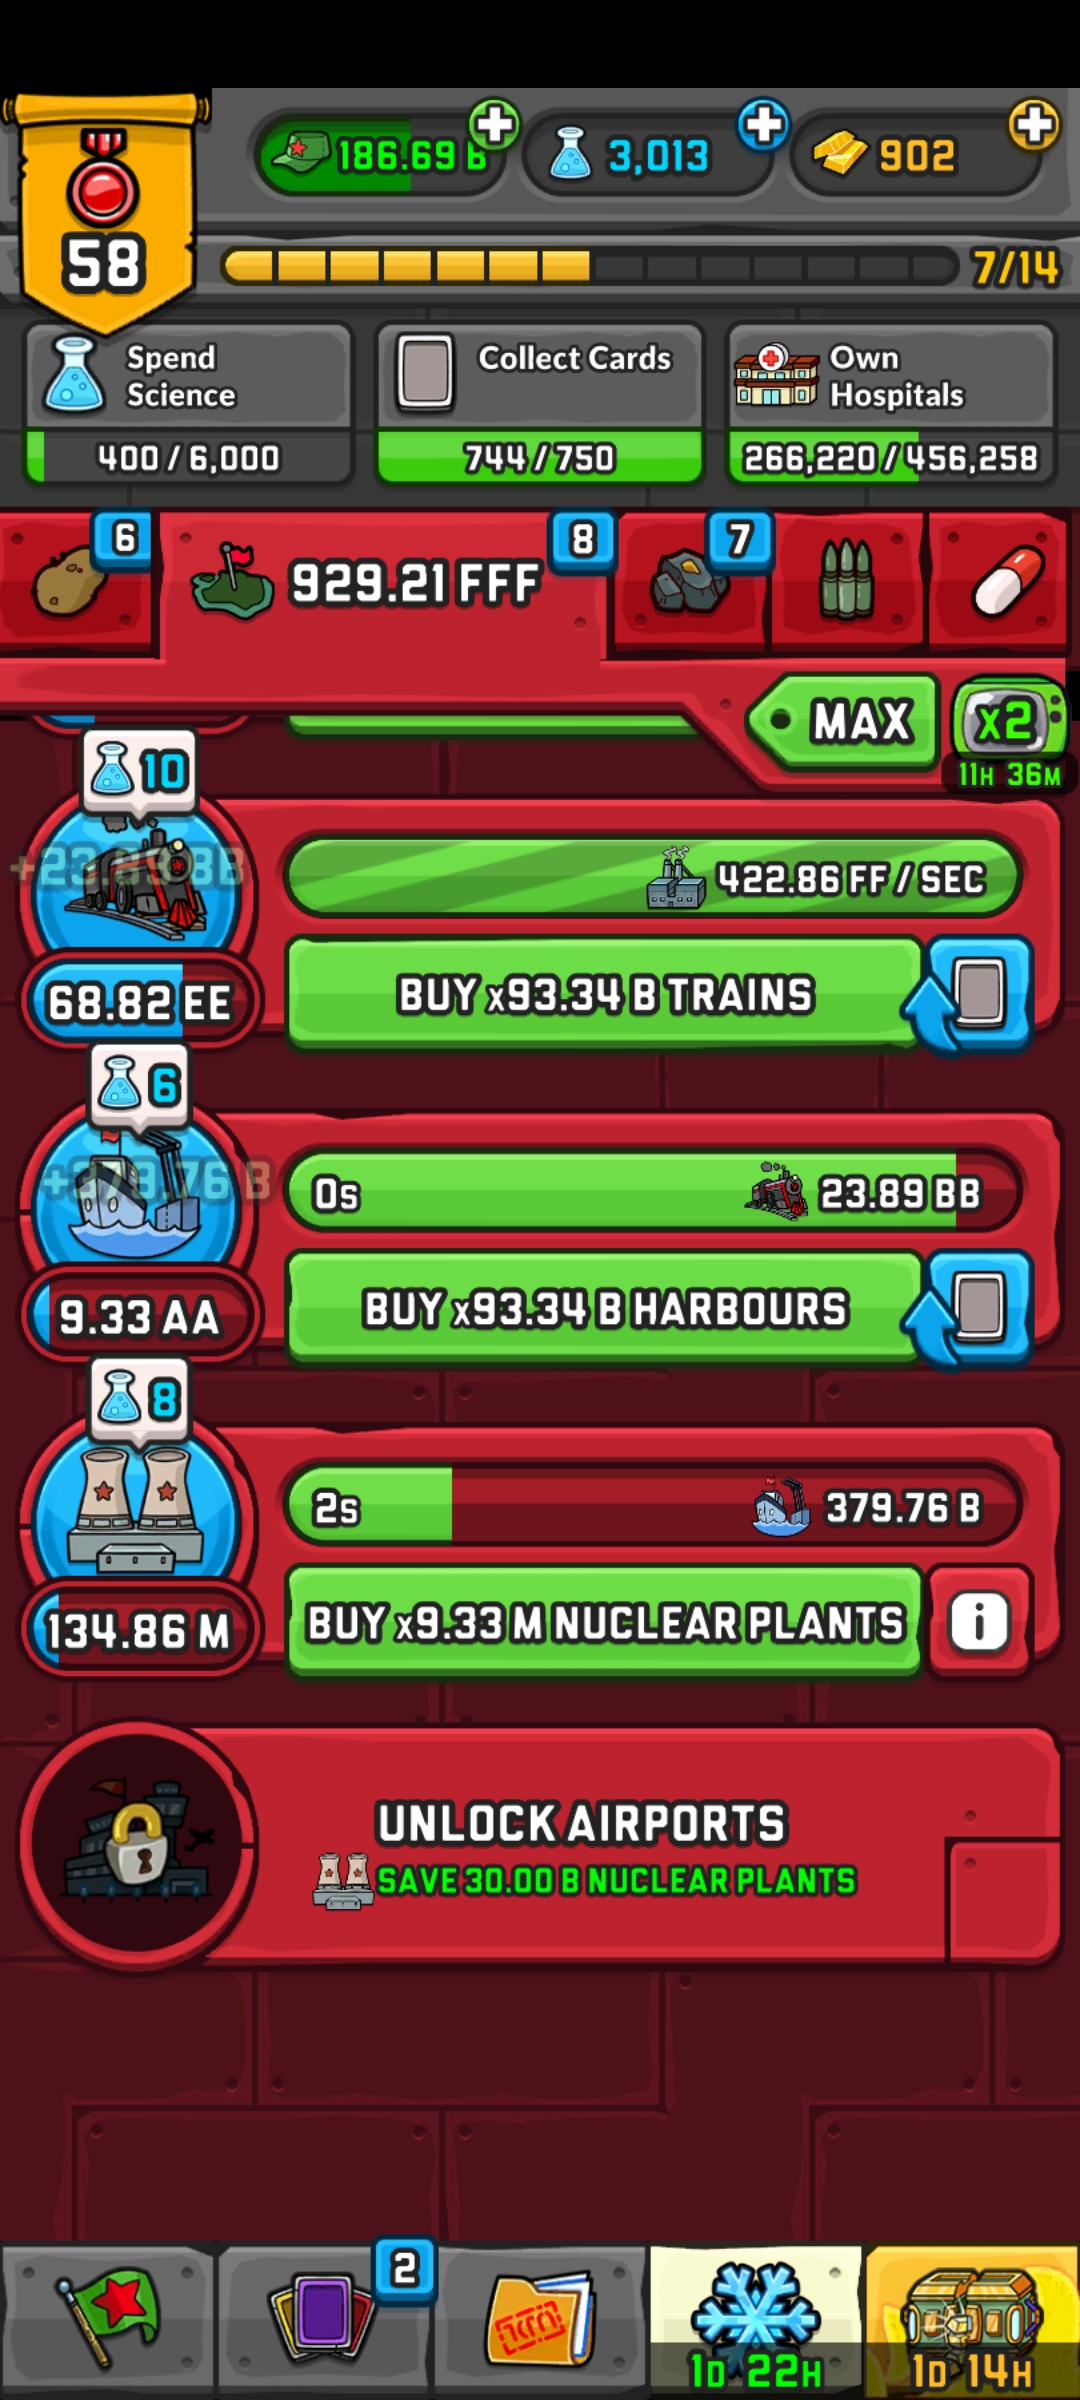 58
186.69 B
3,013
902
7/14
Spend
Science
400 / 6,000
Collect Cards
744 / 750
Own
Hospitals
266,220 / 456,258
6
929.21 FFF
8
7
MAX
x2
11H 36M
10
+23.89 BB
422.86 FF / SEC
68.82 EE
BUY x93.34 B TRAINS
6
+379.76 B
0s
23.89 BB
9.33 AA
BUY x93.34 B HARBOURS
8
2s
379.76 B
134.86 M
BUY x9.33 M NUCLEAR PLANTS
i
UNLOCK AIRPORTS
SAVE 30.00 B NUCLEAR PLANTS
2
1D 22H
1D 14H